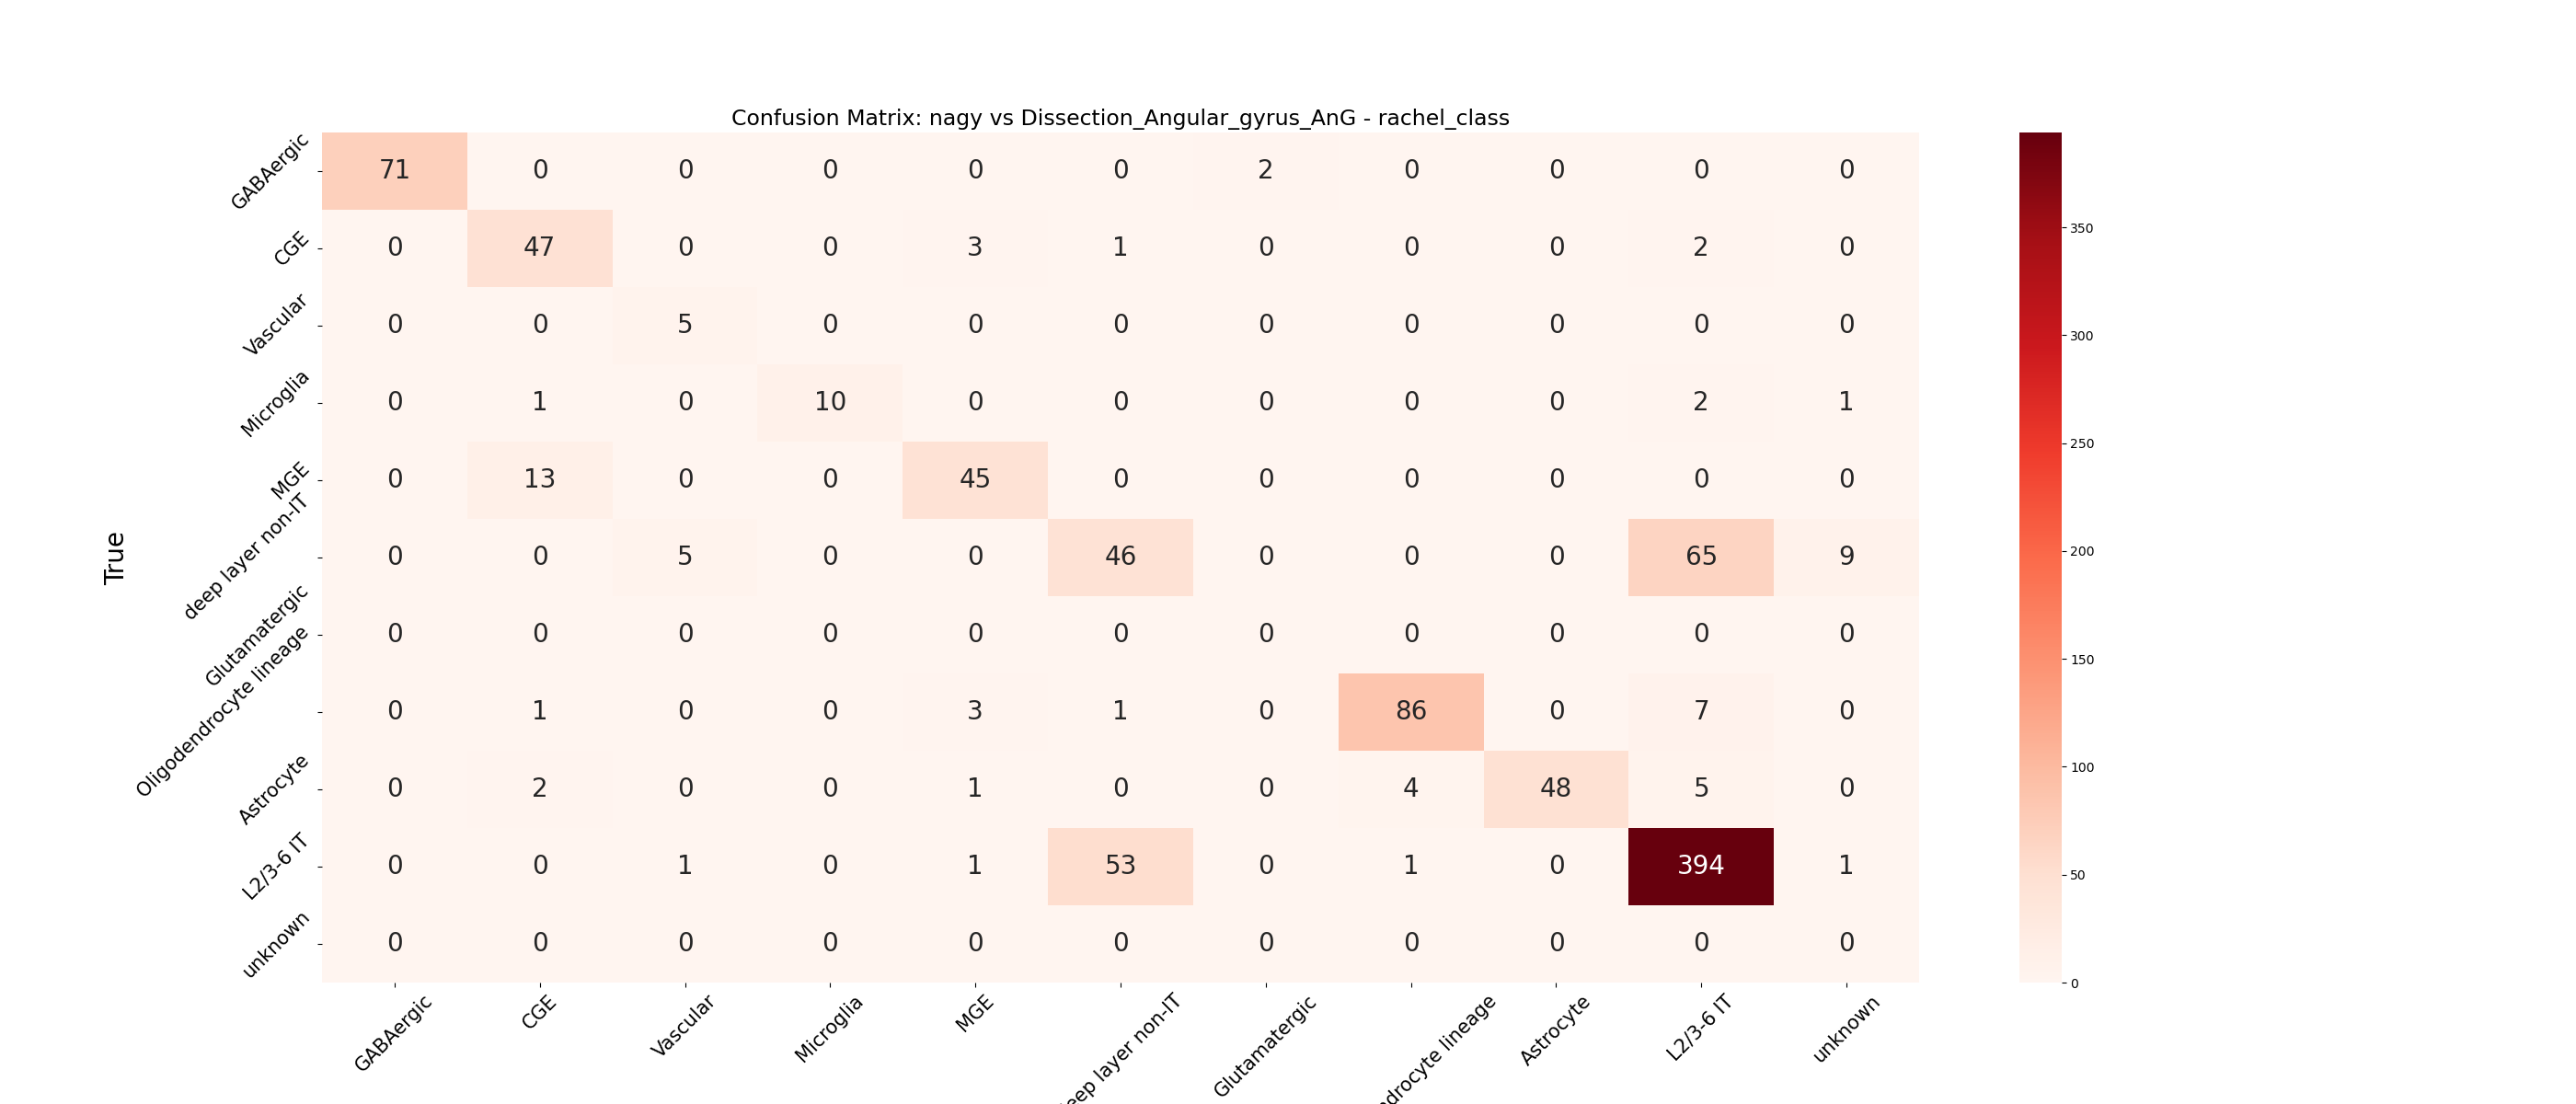 Confusion Matrix: nagy vs Dissection_Angular_gyrus_AnG - rachel_class
True
GABAergic 71 0 0 0 0 0 2 0 0 0 0
CGE 0 47 0 0 3 1 0 0 0 2 0
Vascular 0 0 5 0 0 0 0 0 0 0 0
Microglia 0 1 0 10 0 0 0 0 0 2 1
MGE 0 13 0 0 45 0 0 0 0 0 0
deep layer non-IT 0 0 5 0 0 46 0 0 0 65 9
Glutamatergic 0 0 0 0 0 0 0 0 0 0 0
Oligodendrocyte lineage 0 1 0 0 3 1 0 86 0 7 0
Astrocyte 0 2 0 0 1 0 0 4 48 5 0
L2/3-6 IT 0 0 1 0 1 53 0 1 0 394 1
unknown 0 0 0 0 0 0 0 0 0 0 0
GABAergic CGE Vascular Microglia MGE eep layer non-IT Glutamatergic ndrocyte lineage Astrocyte L2/3-6 IT unknown
350
300
250
200
150
100
50
0